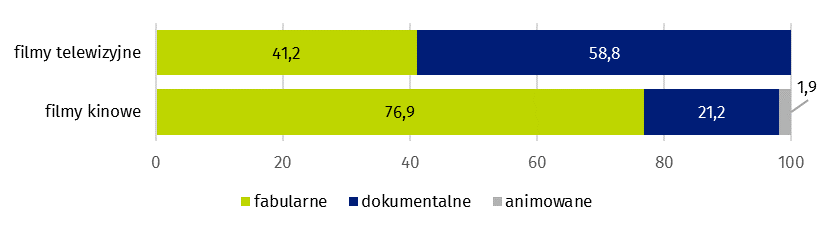 filmy telewizyjne 41,2 58,8
1,9
filmy kinowe 76,9 21,2
0 20 40 60 80 100
fabularne dokumentalne animowane